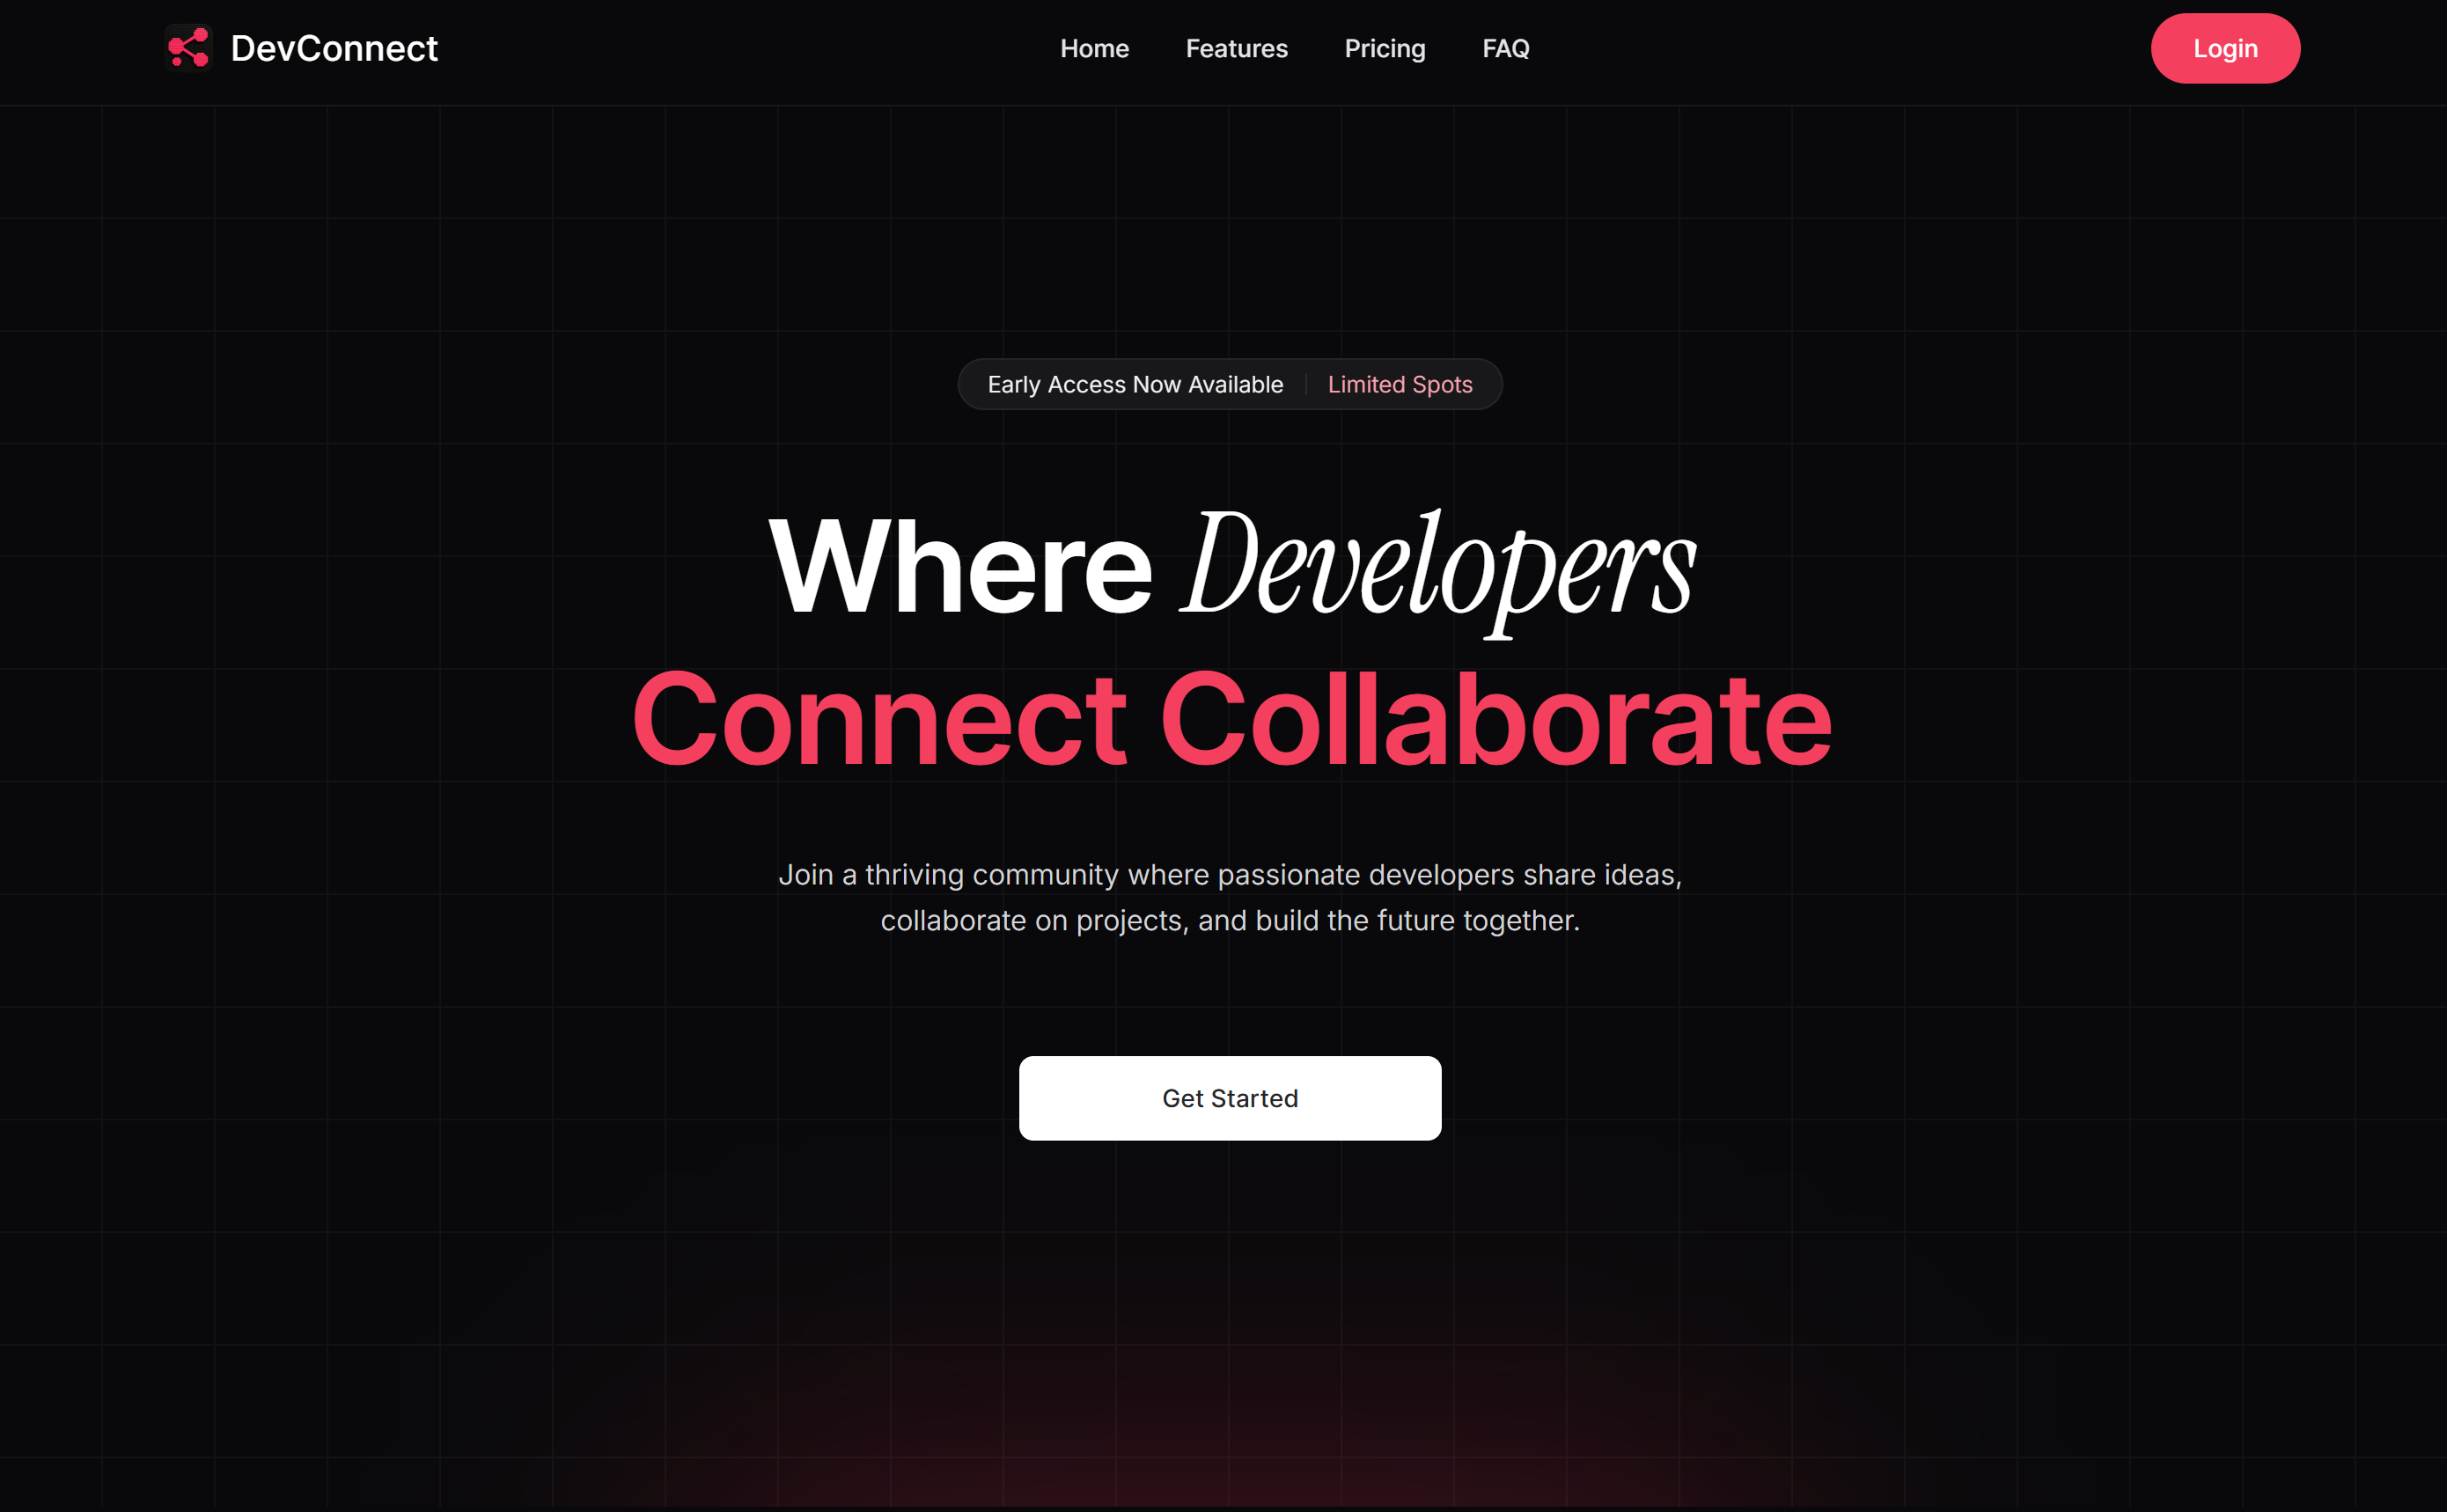 DevConnect
Home Features Pricing FAQ
Login
Early Access Now Available | Limited Spots
Where Developers
Connect Collaborate
Join a thriving community where passionate developers share ideas,
collaborate on projects, and build the future together.
Get Started